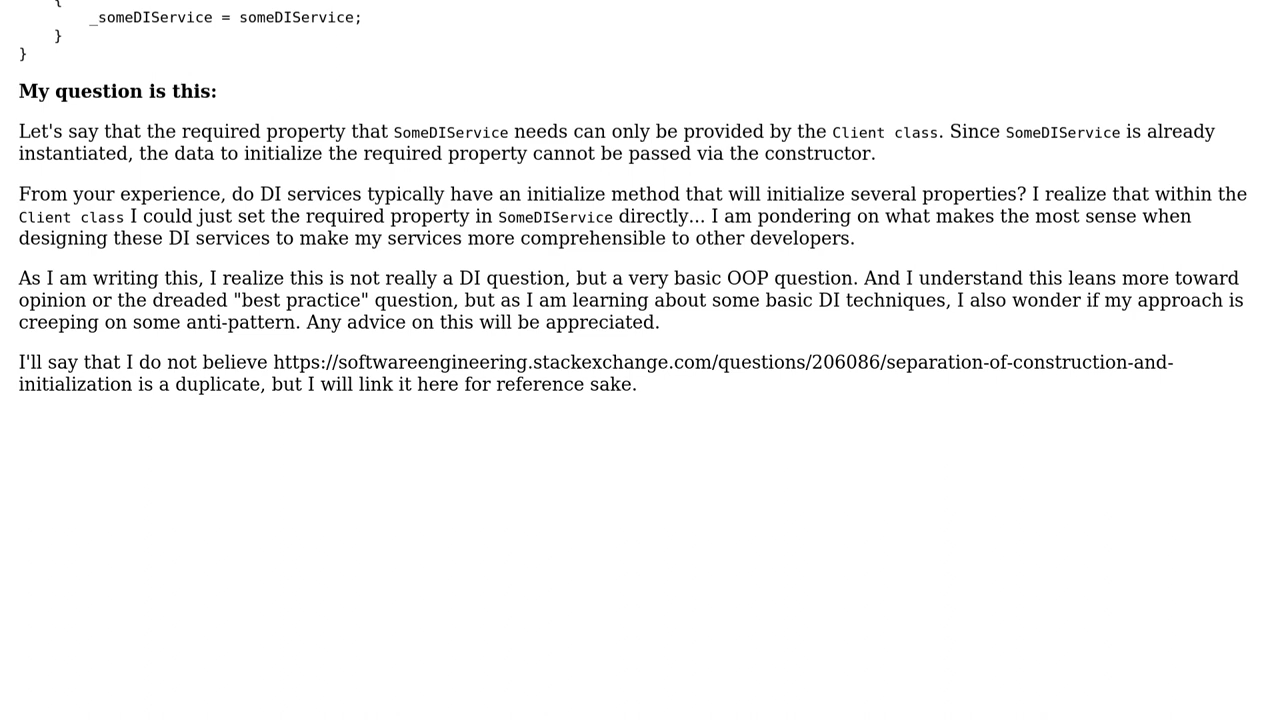 {
_someDIService = someDIService;
}
}
My question is this:
Let's say that the required property that SomeDIService needs can only be provided by the Client class. Since SomeDIService is already
instantiated, the data to initialize the required property cannot be passed via the constructor.
From your experience, do DI services typically have an initialize method that will initialize several properties? I realize that within the
Client class I could just set the required property in SomeDIService directly... I am pondering on what makes the most sense when
designing these DI services to make my services more comprehensible to other developers.
As I am writing this, I realize this is not really a DI question, but a very basic OOP question. And I understand this leans more toward
opinion or the dreaded "best practice" question, but as I am learning about some basic DI techniques, I also wonder if my approach is
creeping on some anti-pattern. Any advice on this will be appreciated.
I'll say that I do not believe https://softwareengineering.stackexchange.com/questions/206086/separation-of-construction-and-
initialization is a duplicate, but I will link it here for reference sake.